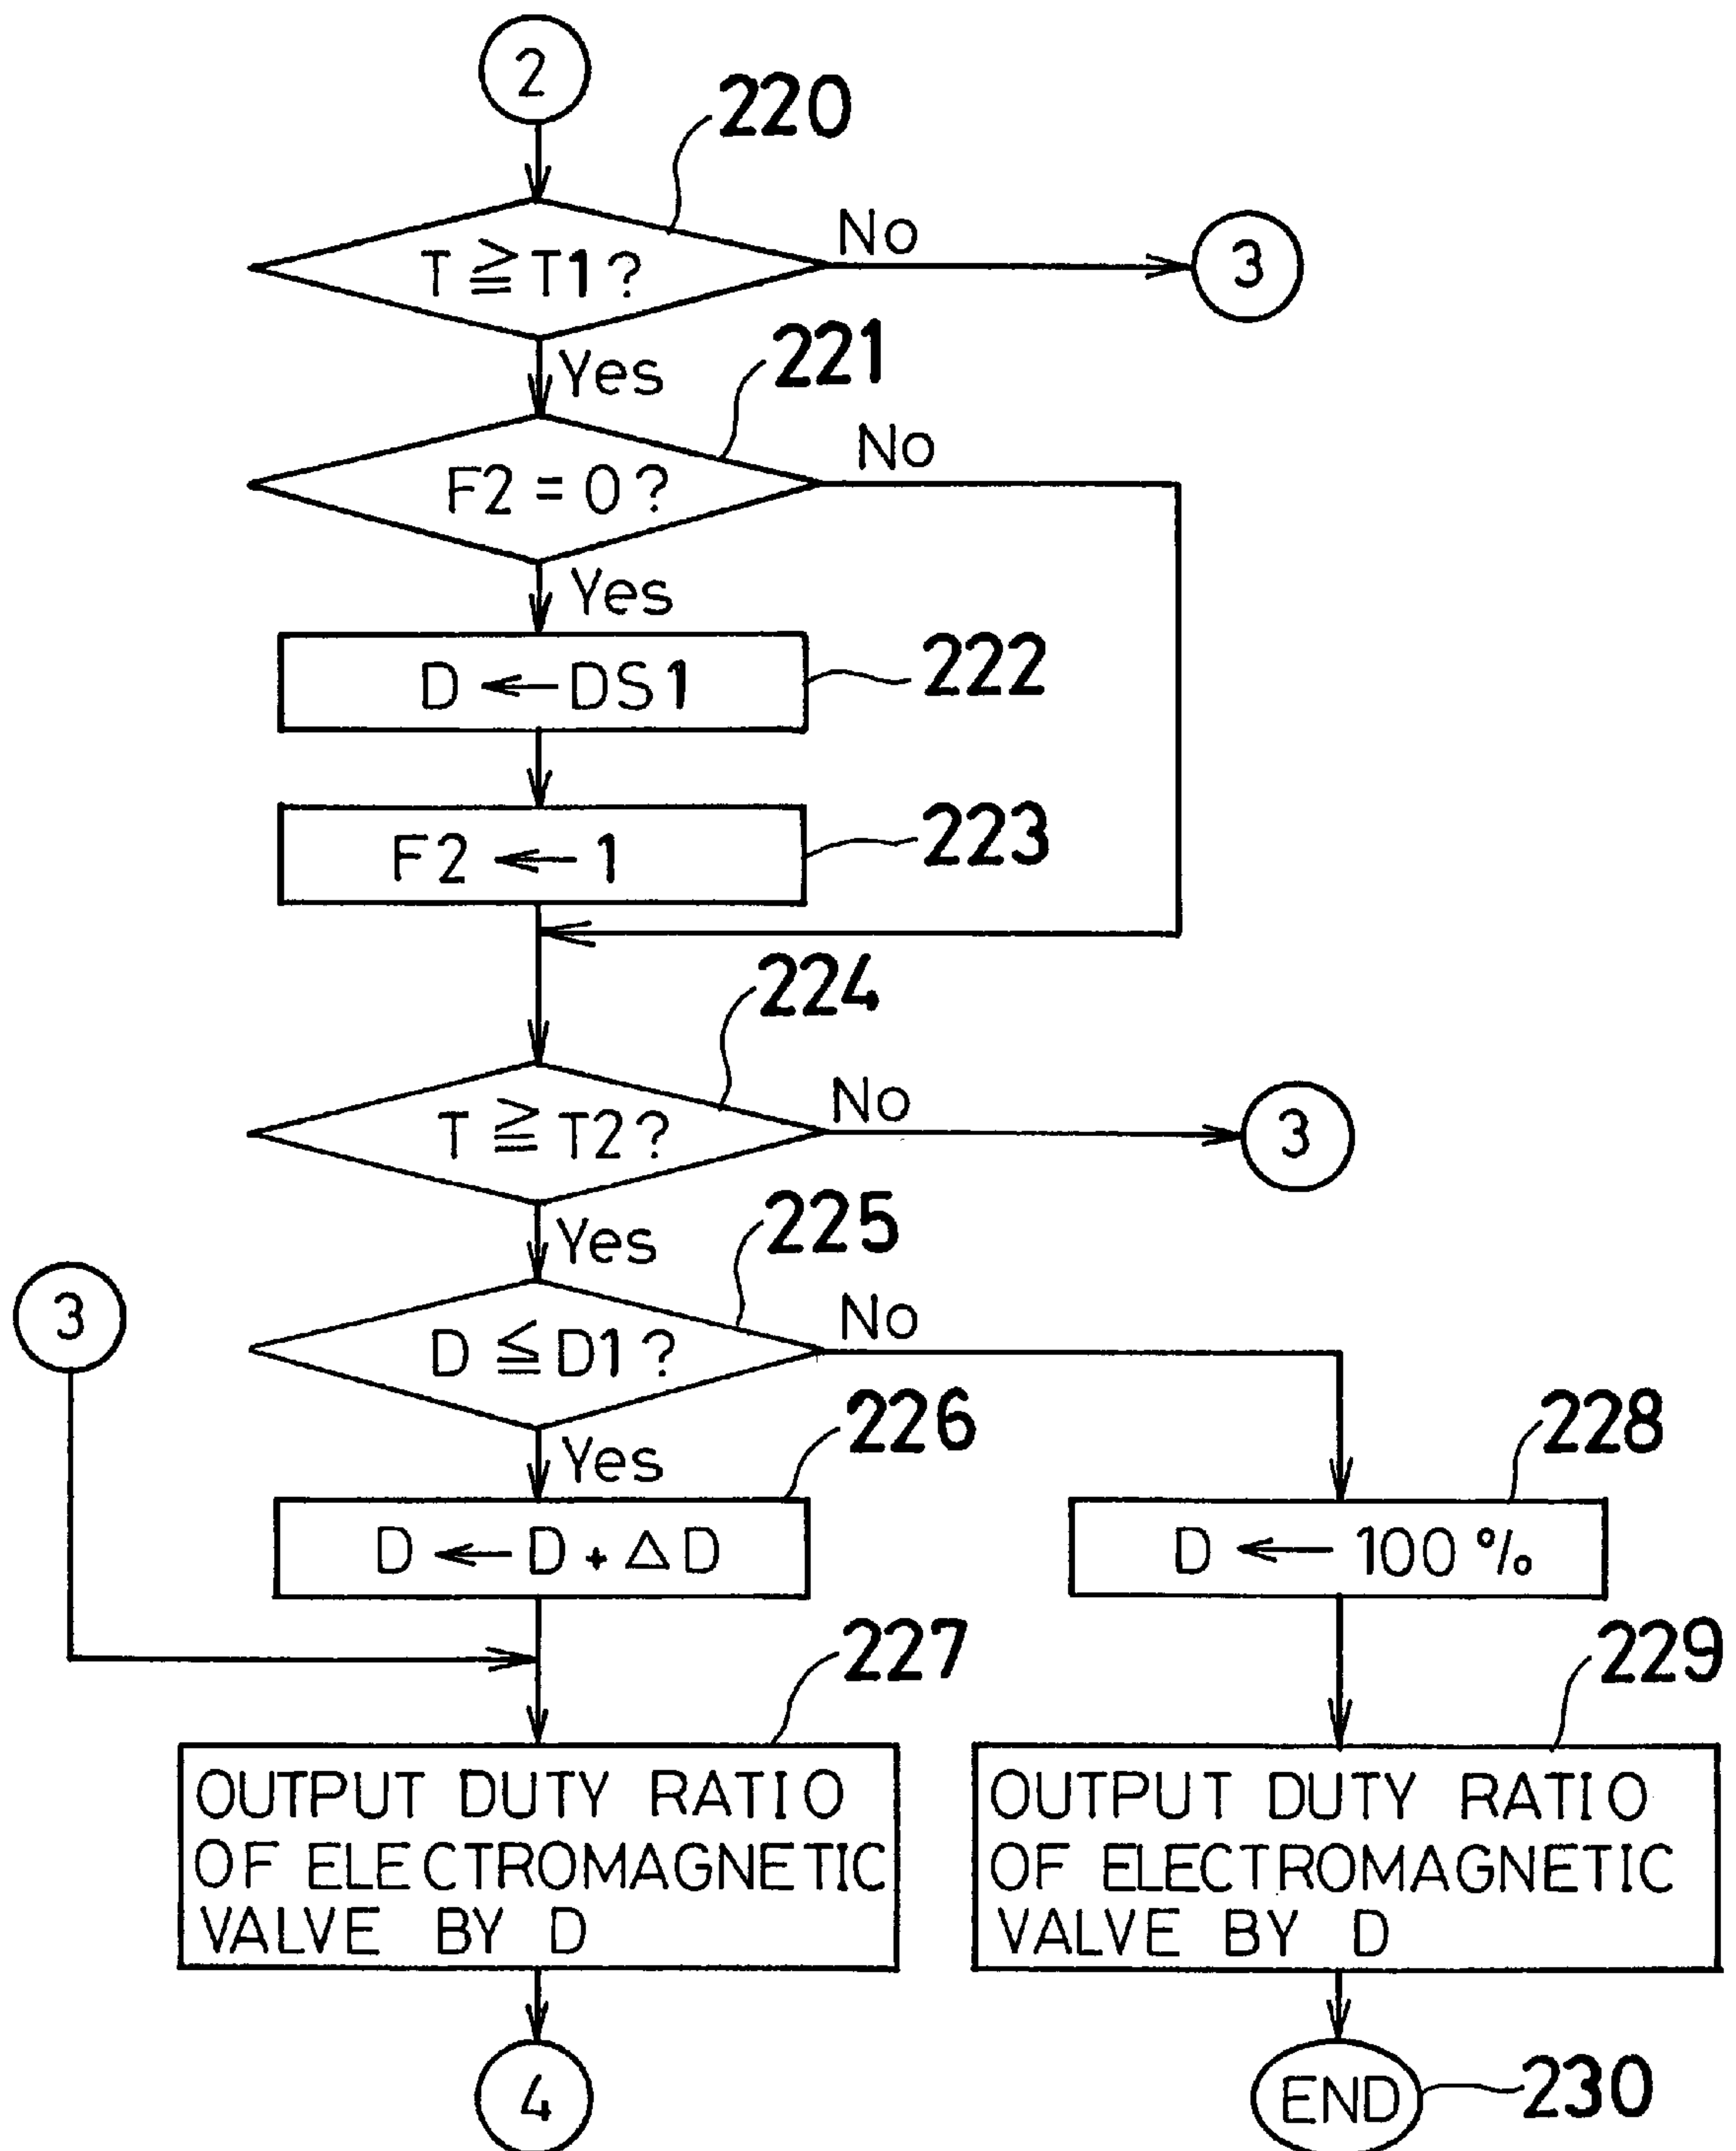 2
220
T ≧ T1?
No
3
Yes
221
F2 = 0?
No
Yes
D ← DS1
222
F2 ← 1
223
224
T ≧ T2?
No
3
Yes
225
3
D ≦ D1?
No
Yes
226
228
D ← D + ΔD
D ← 100 %
227
229
OUTPUT DUTY RATIO
OF ELECTROMAGNETIC
VALVE BY D
OUTPUT DUTY RATIO
OF ELECTROMAGNETIC
VALVE BY D
4
END
230